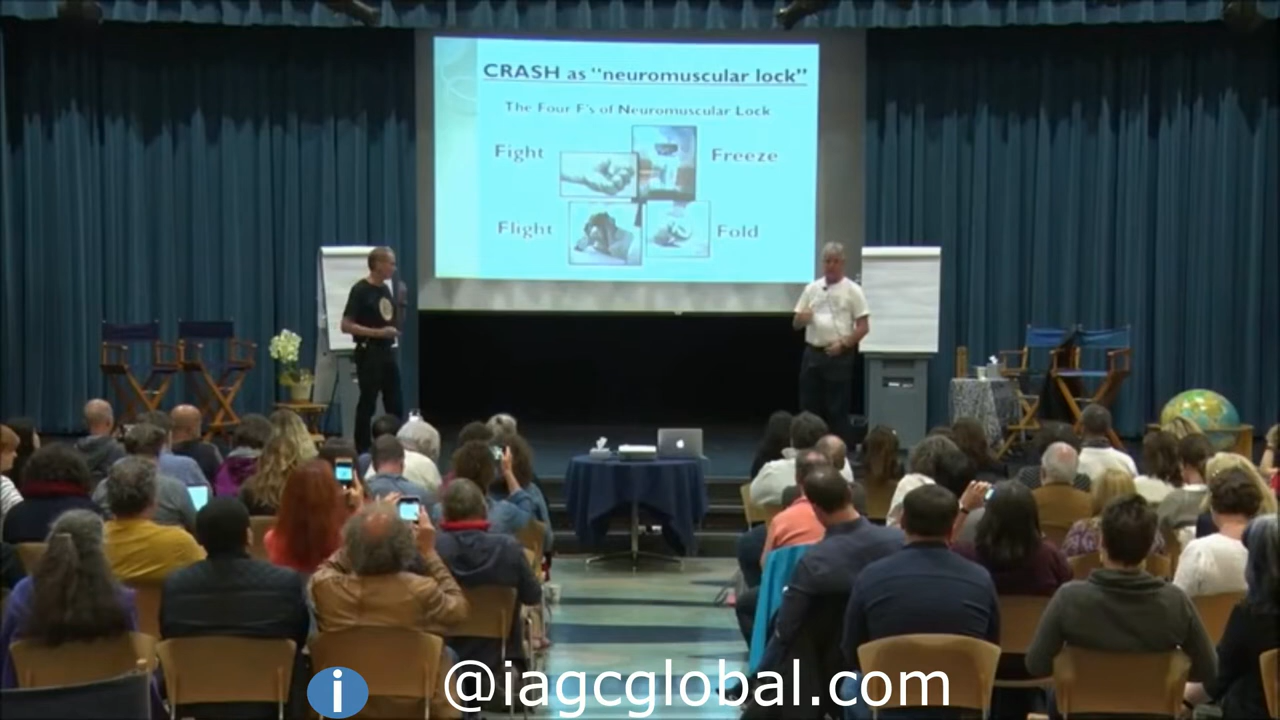 CRASH as “neuromuscular lock”
The Four F's of Neuromuscular Lock
Fight
Freeze
Flight
Fold
i @iagcglobal.com